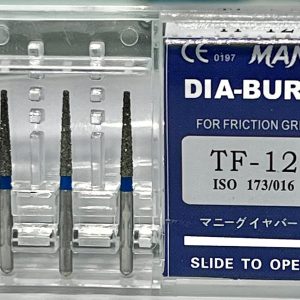 CE 0197 MAN
DIA-BUR
FOR FRICTION GR
TF-12
ISO 173/016
マニーダイヤバー
SLIDE TO OPE